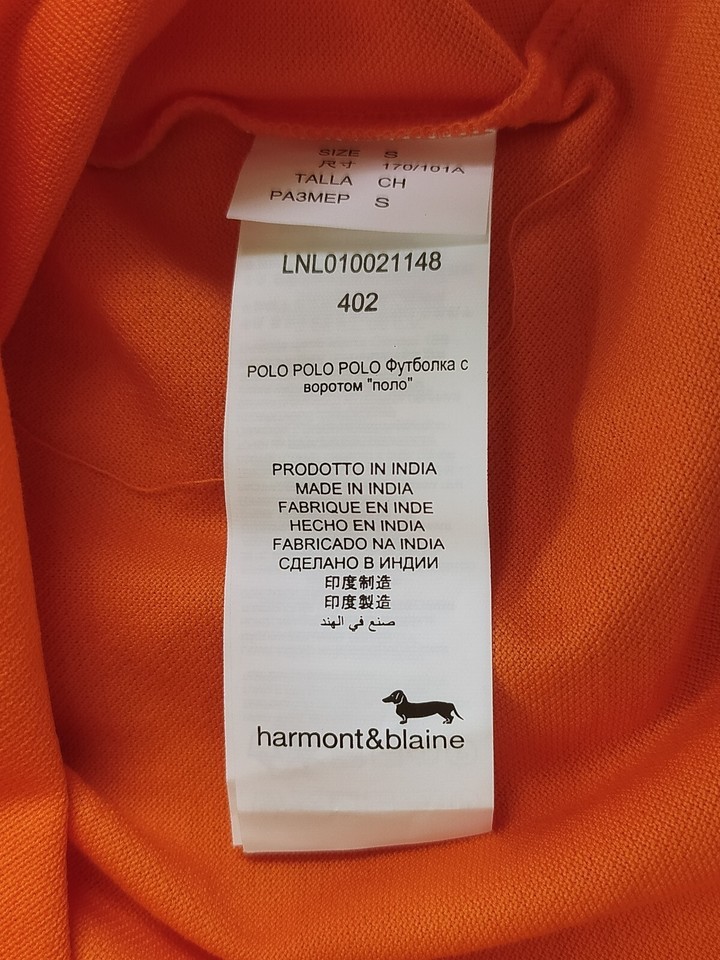 SIZE S
尺寸 170/101A
TALLA CH
РАЗМЕР S
LNL010021148
402
POLO POLO POLO Футболка с
воротом "поло"
PRODOTTO IN INDIA
MADE IN INDIA
FABRIQUE EN INDE
HECHO EN INDIA
FABRICADO NA INDIA
СДЕЛАНО В ИНДИИ
印度制造
印度製造
صنع في الهند
harmont&blaine